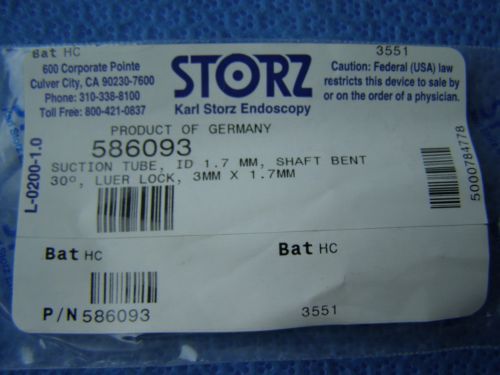 Bat HC
600 Corporate Pointe
Culver City, CA 90230-7600
Phone: 310-338-8100
Toll Free: 800-421-0837
STORZ
Karl Storz Endoscopy
3551
Caution: Federal (USA) law
restricts this device to sale by
or on the order of a physician.
L-0200-1.0
PRODUCT OF GERMANY
586093
SUCTION TUBE, ID 1.7 MM, SHAFT BENT
30°, LUER LOCK, 3MM X 1.7MM
5000784778
Bat HC
Bat HC
P/N 586093
3551